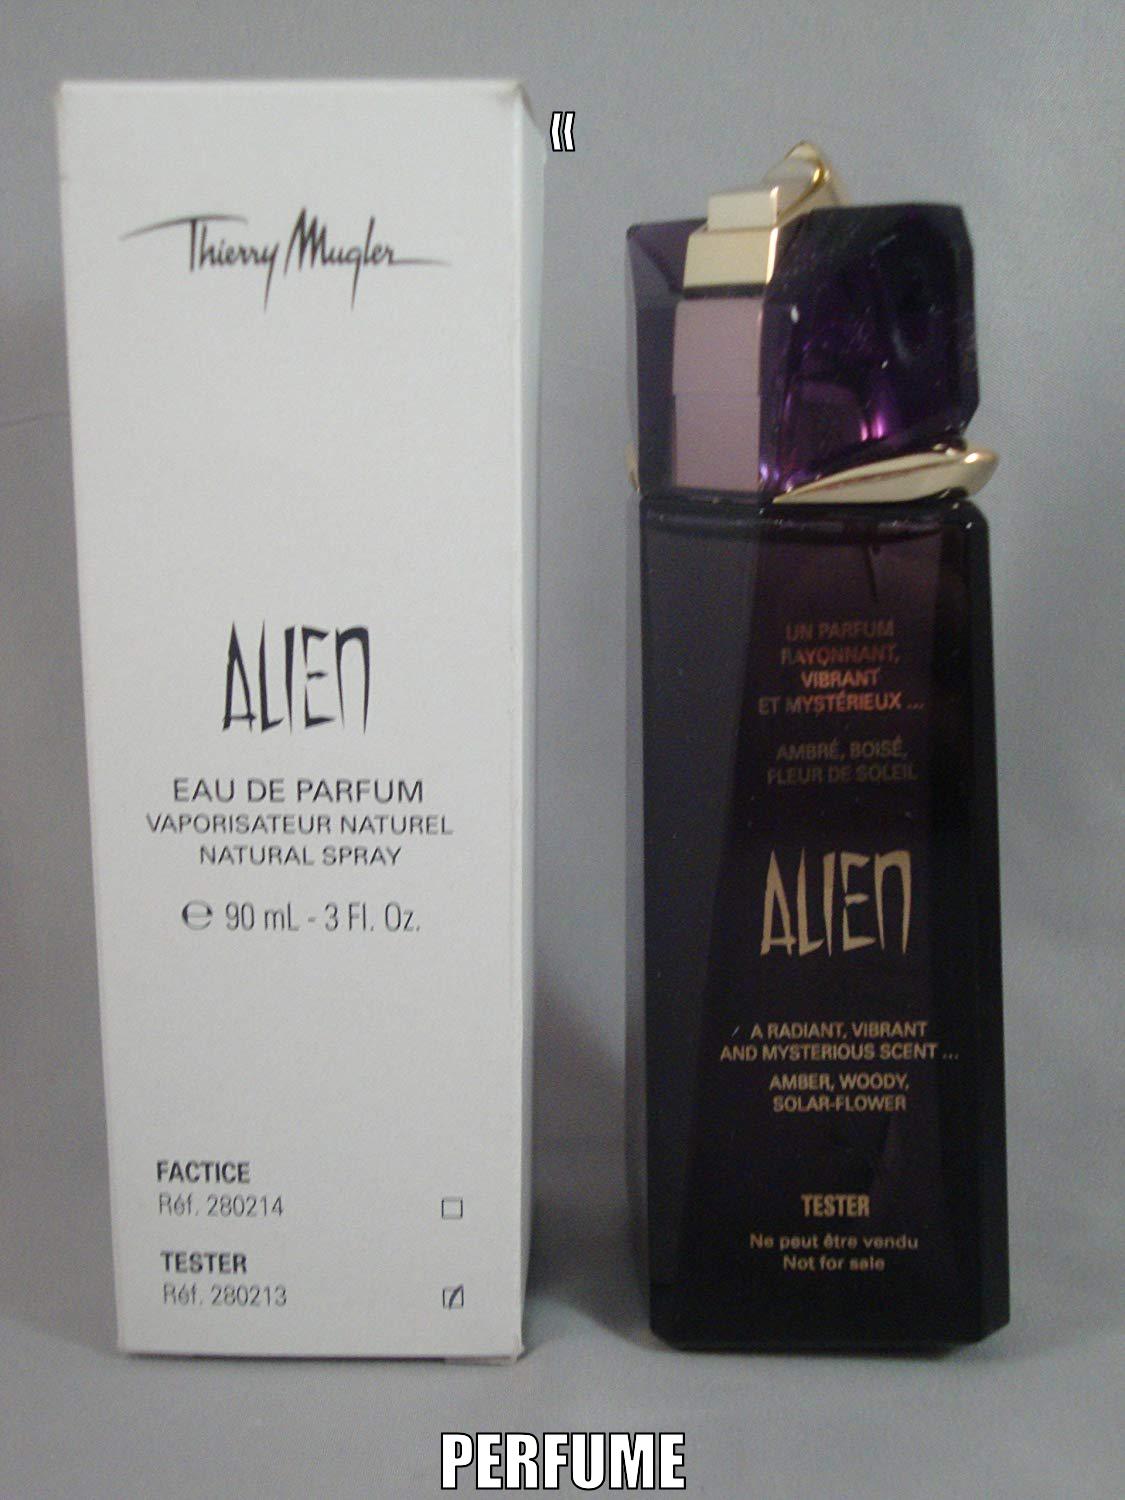 «
Thierry Mugler
ALIEN
EAU DE PARFUM
VAPORISATEUR NATUREL
NATURAL SPRAY
℮ 90 mL - 3 Fl. Oz.
FACTICE
Réf. 280214
TESTER
Réf. 280213
UN PARFUM
RAYONNANT,
VIBRANT
ET MYSTÉRIEUX ...
AMBRÉ, BOISÉ,
FLEUR DE SOLEIL
ALIEN
A RADIANT, VIBRANT
AND MYSTERIOUS SCENT ...
AMBER, WOODY,
SOLAR-FLOWER
TESTER
Ne peut être vendu
Not for sale
PERFUME